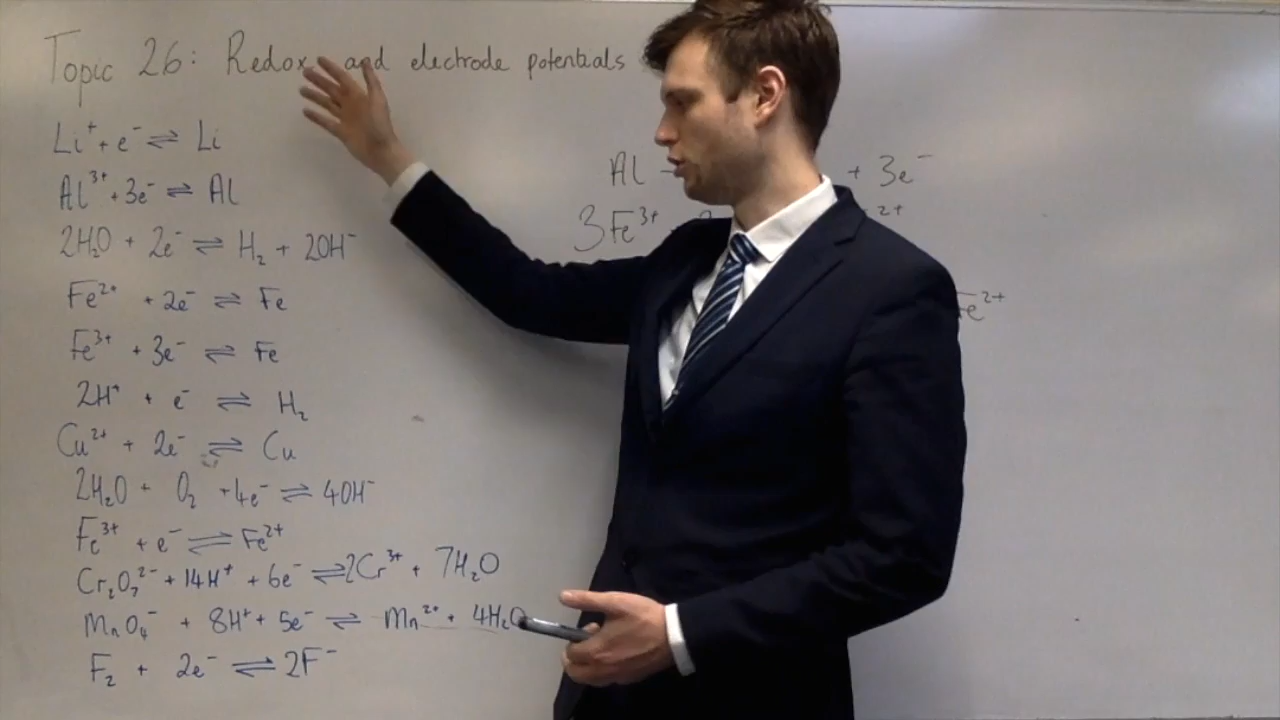 Topic 26: Redox and electrode potentials
Li⁺ + e⁻ ⇌ Li
Al³⁺ + 3e⁻ ⇌ Al
2H₂O + 2e⁻ ⇌ H₂ + 2OH⁻
Fe²⁺ + 2e⁻ ⇌ Fe
Fe³⁺ + 3e⁻ ⇌ Fe
2H⁺ + e⁻ ⇌ H₂
Cu²⁺ + 2e⁻ ⇌ Cu
2H₂O + O₂ + 4e⁻ ⇌ 4OH⁻
Fe³⁺ + e⁻ ⇌ Fe²⁺
Cr₂O₇²⁻ + 14H⁺ + 6e⁻ ⇌ 2Cr³⁺ + 7H₂O
MnO₄⁻ + 8H⁺ + 5e⁻ ⇌ Mn²⁺ + 4H₂O
F₂ + 2e⁻ ⇌ 2F⁻
Al + 3e⁻
3Fe³⁺ ²⁺
Fe²⁺